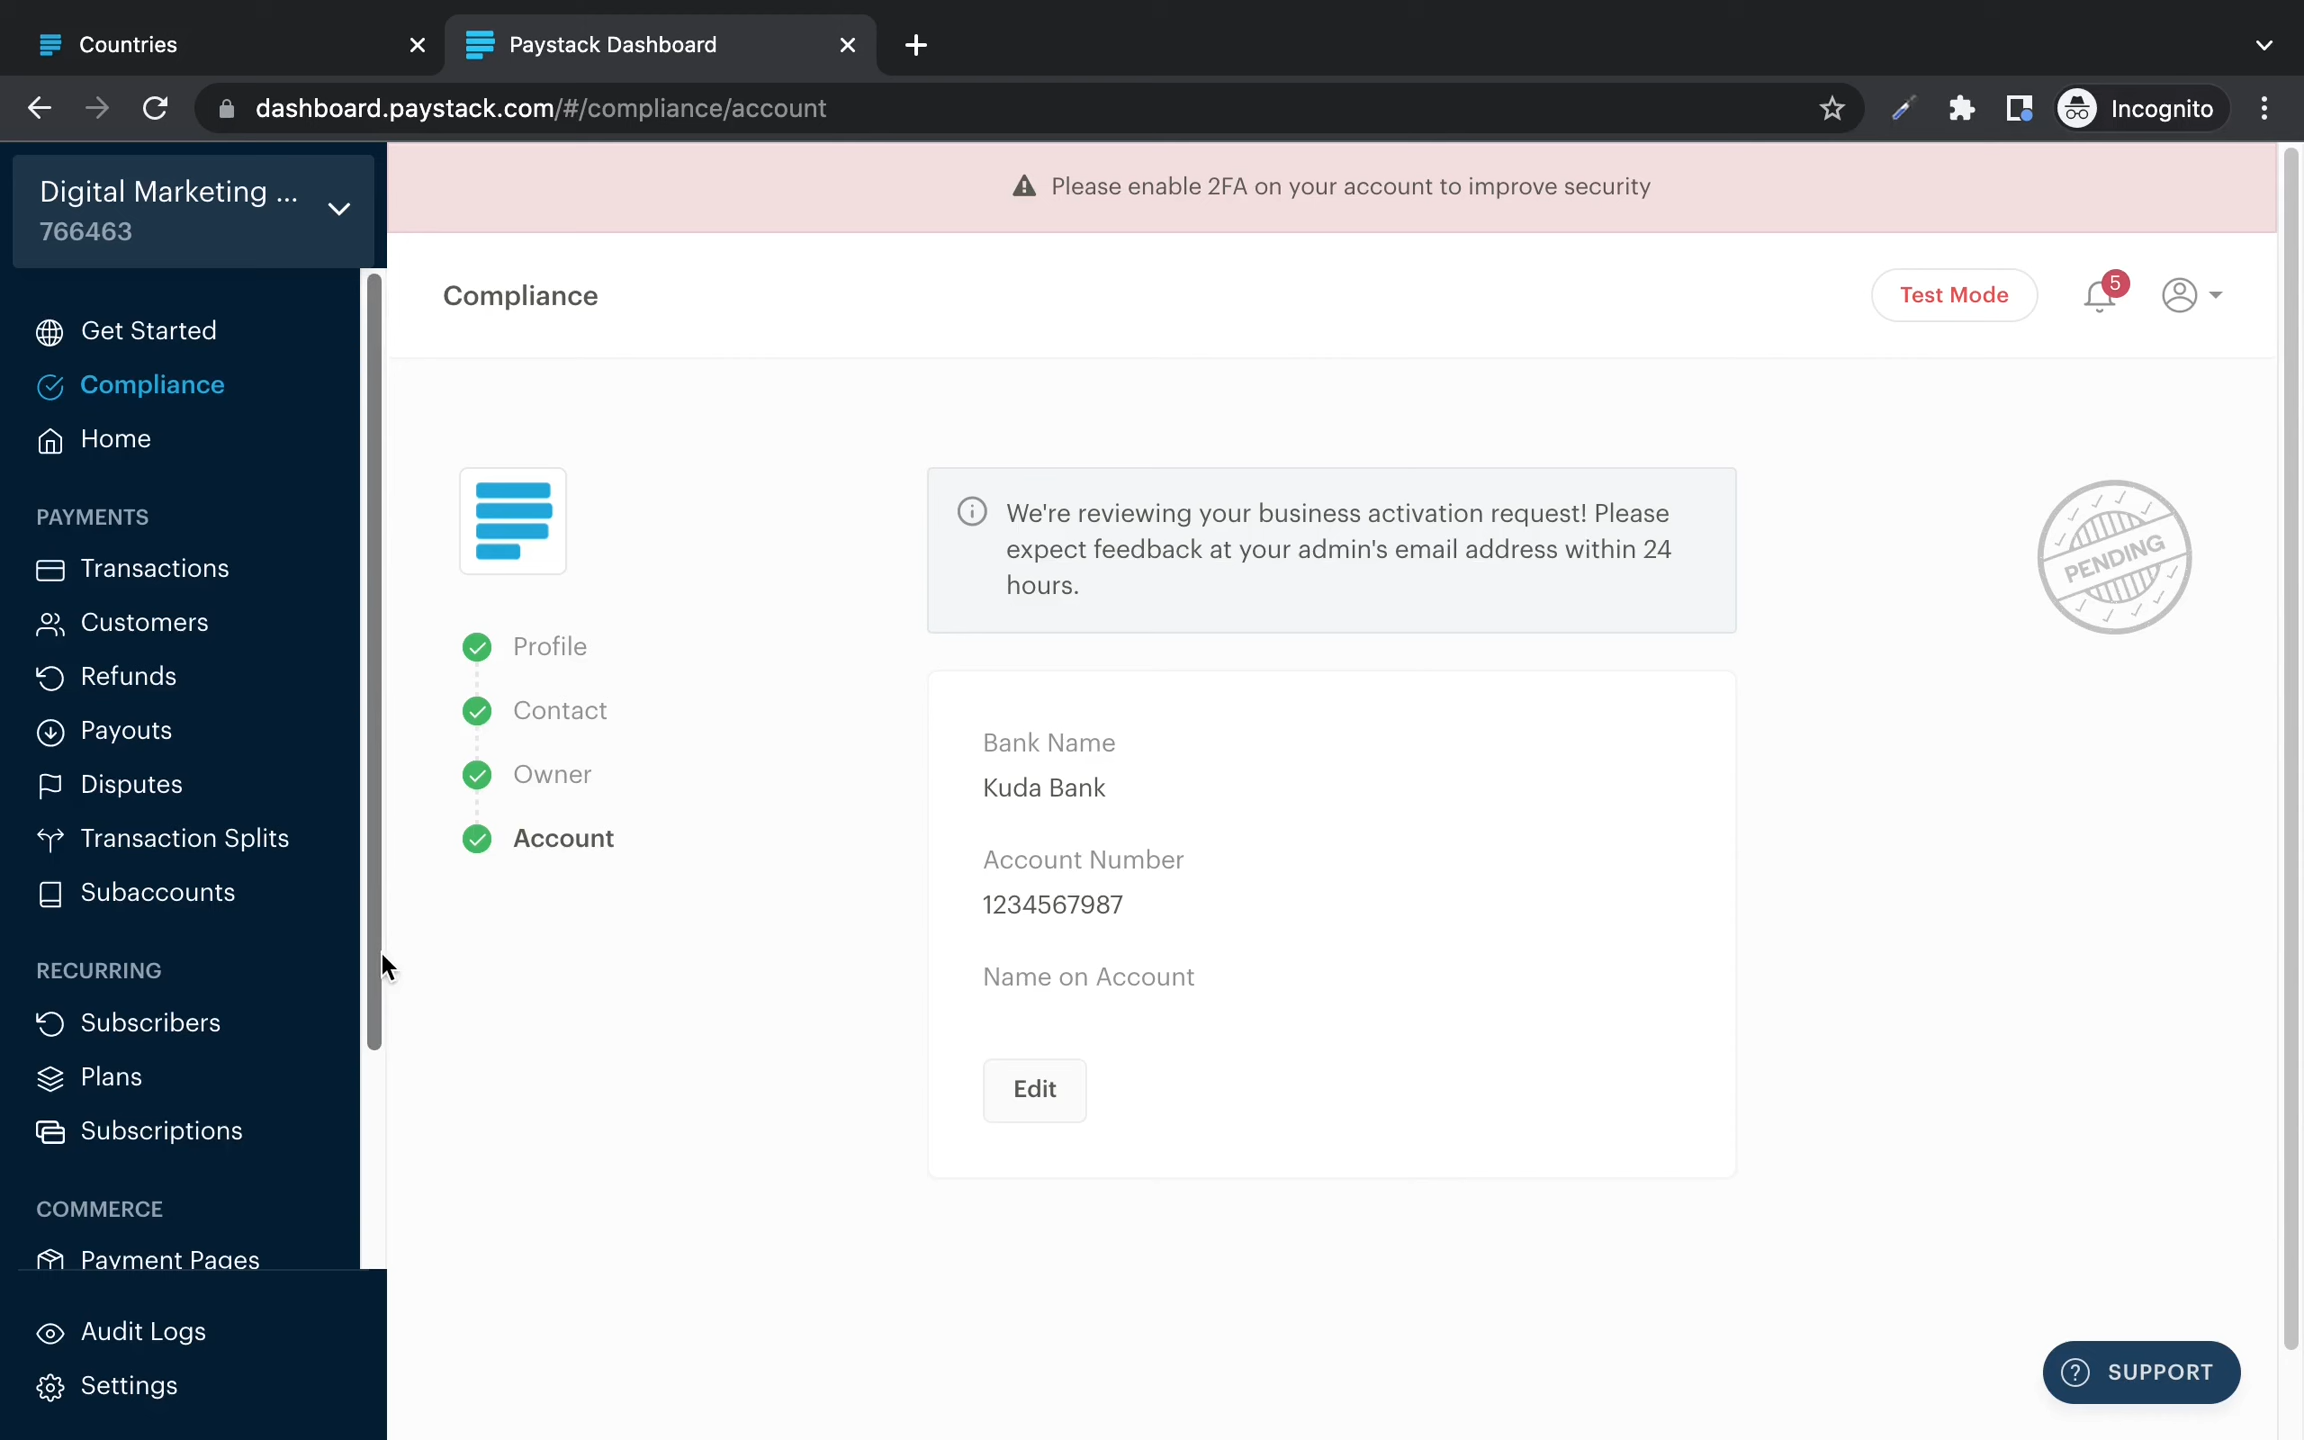 Countries
Paystack Dashboard
dashboard.paystack.com/#/compliance/account
Incognito
Digital Marketing ...
766463
Please enable 2FA on your account to improve security
Compliance
Test Mode
5
Get Started
Compliance
Home
PAYMENTS
Transactions
Customers
Refunds
Payouts
Disputes
Transaction Splits
Subaccounts
RECURRING
Subscribers
Plans
Subscriptions
COMMERCE
Payment Pages
Audit Logs
Settings
Profile
Contact
Owner
Account
We're reviewing your business activation request! Please
expect feedback at your admin's email address within 24
hours.
PENDING
Bank Name
Kuda Bank
Account Number
1234567987
Name on Account
Edit
SUPPORT